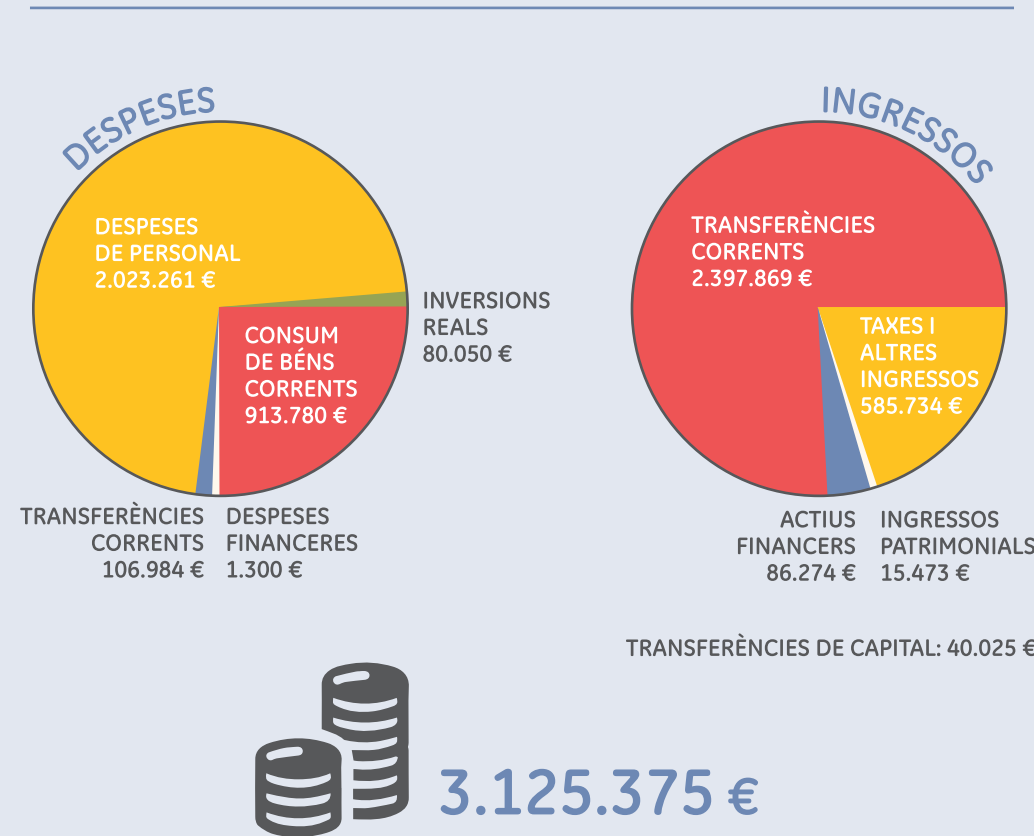 DESPESES
DESPESES
DE PERSONAL
2.023.261 €
INVERSIONS
REALS
80.050 €
CONSUM
DE BÉNS
CORRENTS
913.780 €
TRANSFERÈNCIES
CORRENTS
106.984 €
DESPESES
FINANCERES
1.300 €
INGRESSOS
TRANSFERÈNCIES
CORRENTS
2.397.869 €
TAXES I
ALTRES
INGRESSOS
585.734 €
ACTIUS
FINANCERS
86.274 €
INGRESSOS
PATRIMONIALS
15.473 €
TRANSFERÈNCIES DE CAPITAL: 40.025 €
3.125.375 €